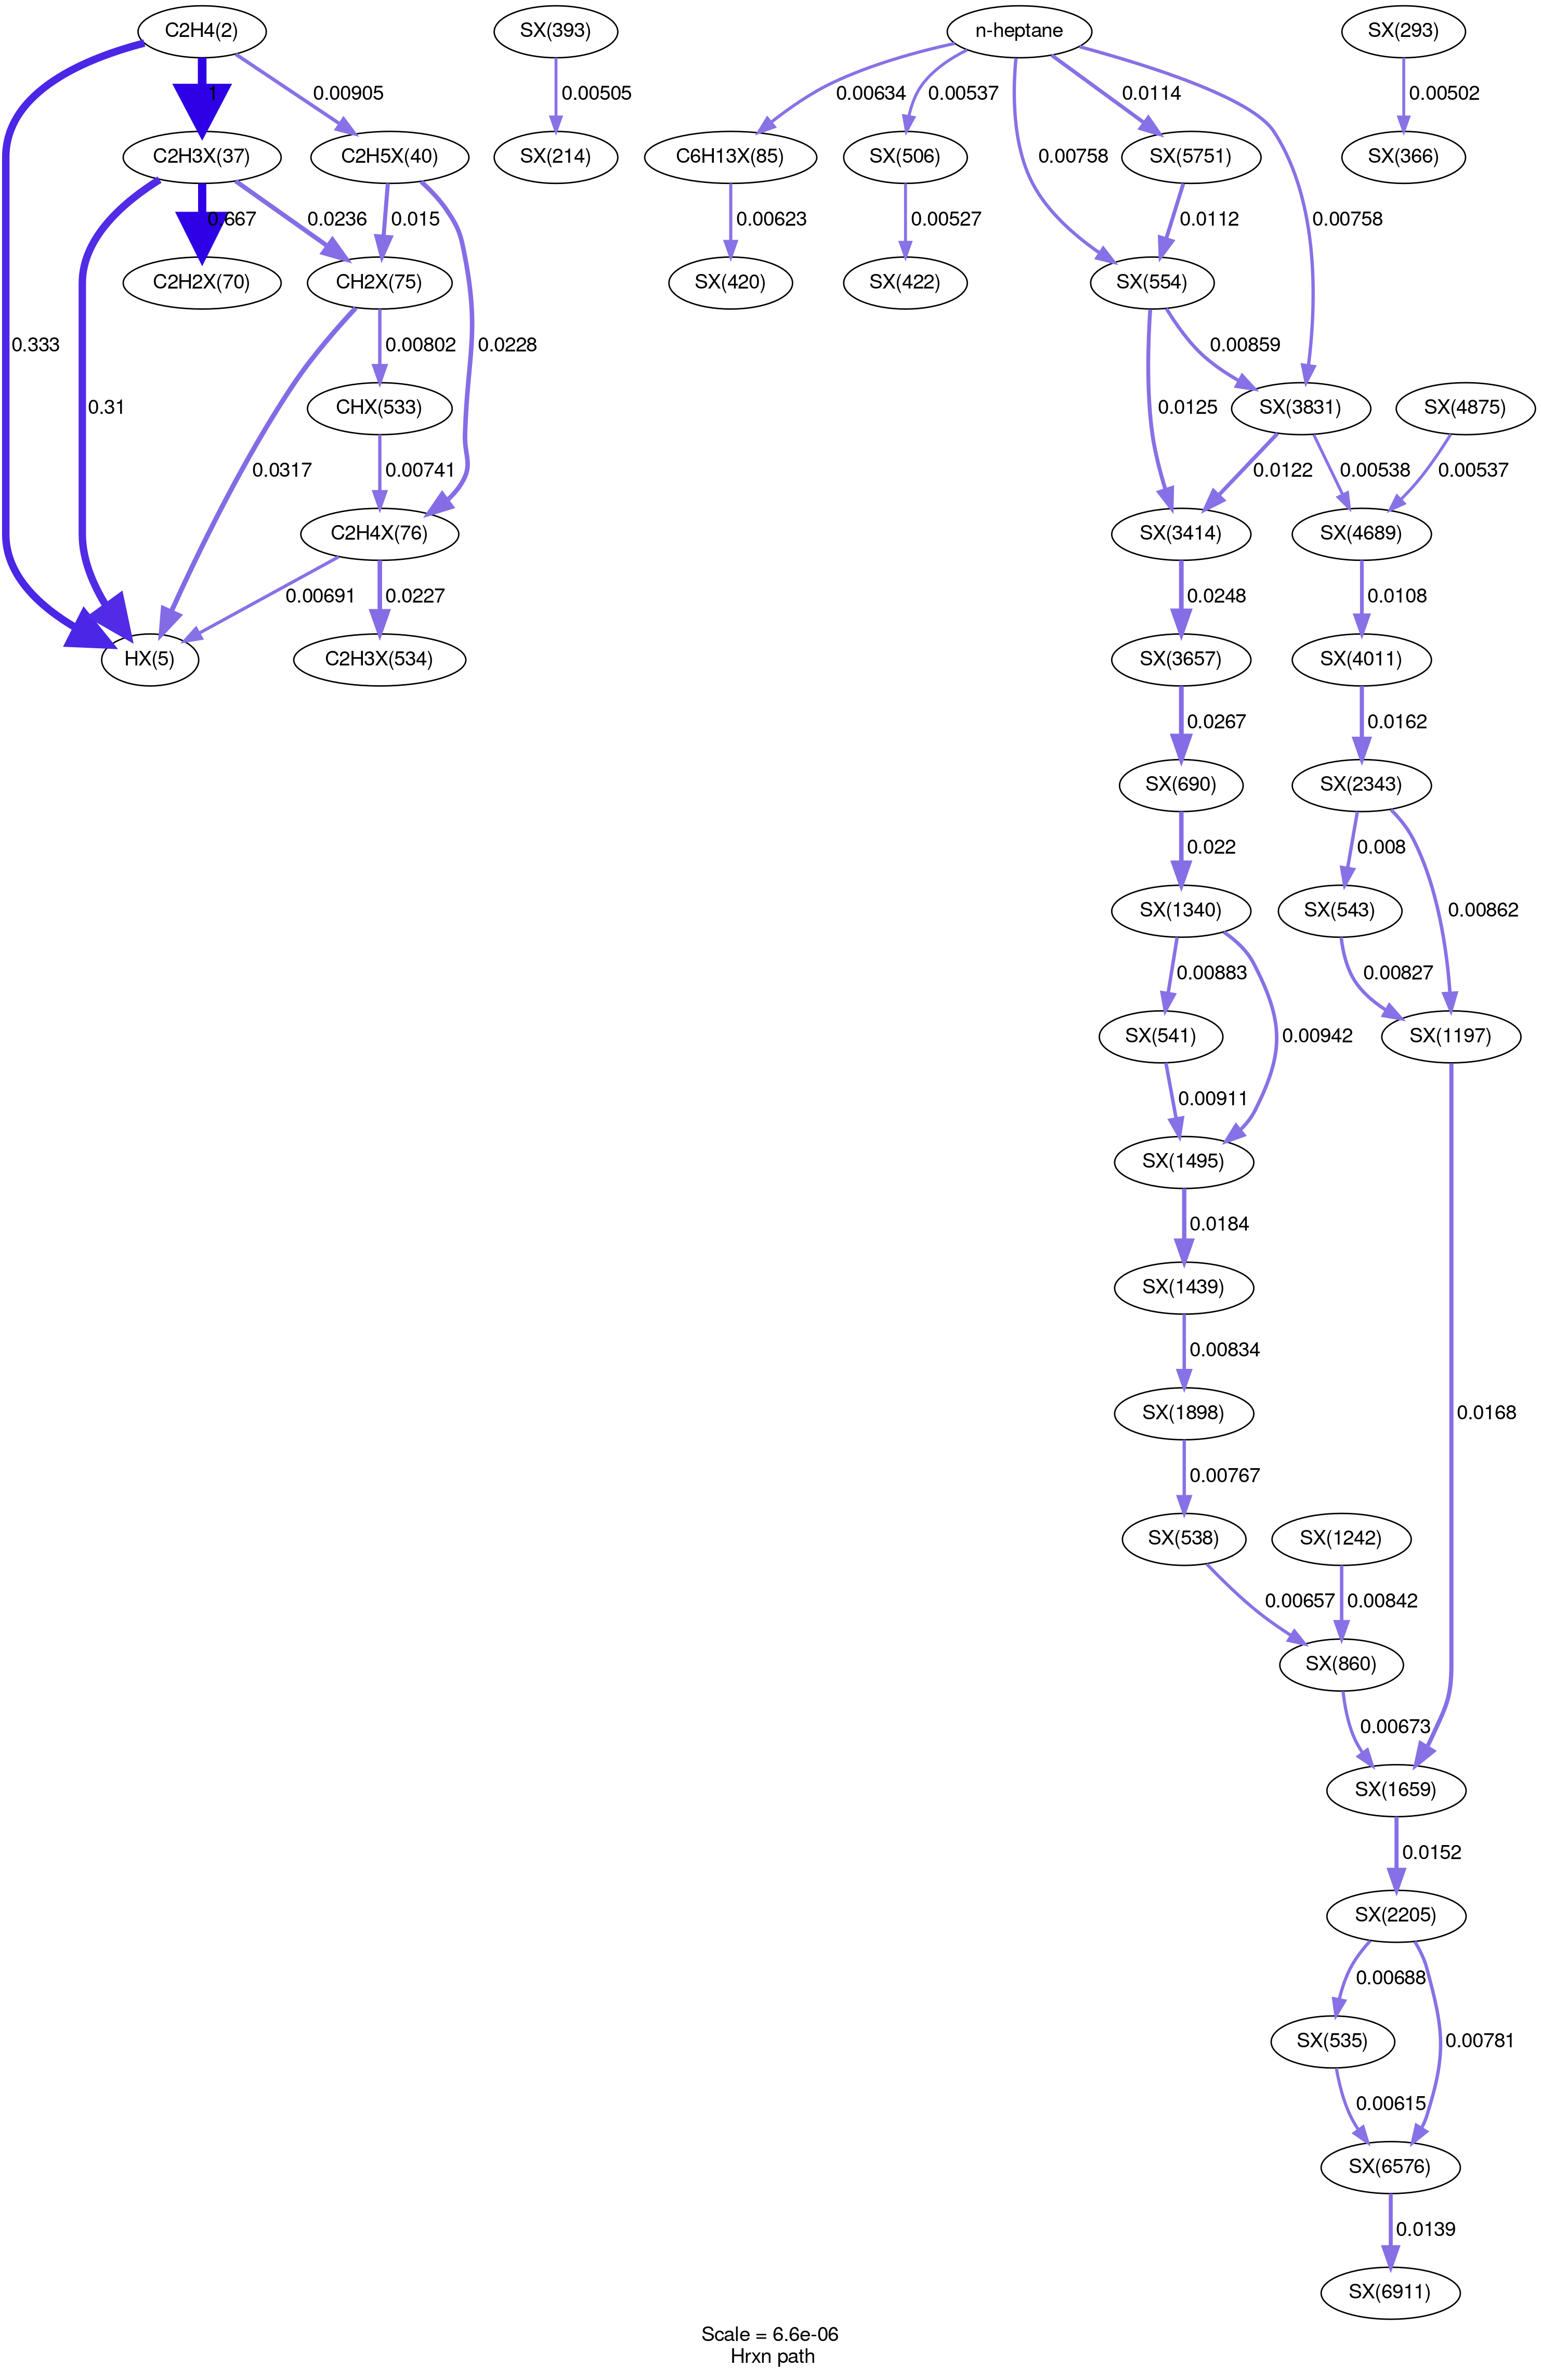 C2H4(2)
SX(393)
n-heptane
SX(293)
1
0.00905
0.00505
0.00634
0.00537
0.0114
0.00502
C2H3X(37)
C2H5X(40)
SX(214)
C6H13X(85)
SX(506)
SX(5751)
SX(366)
0.00758
0.667
0.0236
0.015
0.00623
0.00527
0.0112
0.00758
C2H2X(70)
CH2X(75)
SX(420)
SX(422)
SX(554)
0.333
0.00802
0.0228
0.00859
0.31
CHX(533)
0.0125
SX(3831)
SX(4875)
0.0317
0.00741
0.0122
0.00538
0.00537
C2H4X(76)
SX(3414)
SX(4689)
0.00691
0.0227
0.0248
0.0108
HX(5)
C2H3X(534)
SX(3657)
SX(4011)
0.0267
0.0162
SX(690)
SX(2343)
0.022
0.008
SX(1340)
SX(543)
0.00862
0.00883
0.00827
SX(541)
0.00942
SX(1197)
0.00911
SX(1495)
0.0184
SX(1439)
0.00834
SX(1898)
0.0168
0.00767
SX(538)
SX(1242)
0.00657
0.00842
SX(860)
0.00673
SX(1659)
0.0152
SX(2205)
0.00688
SX(535)
0.00781
0.00615
SX(6576)
0.0139
SX(6911)
Scale = 6.6e-06
Hrxn path